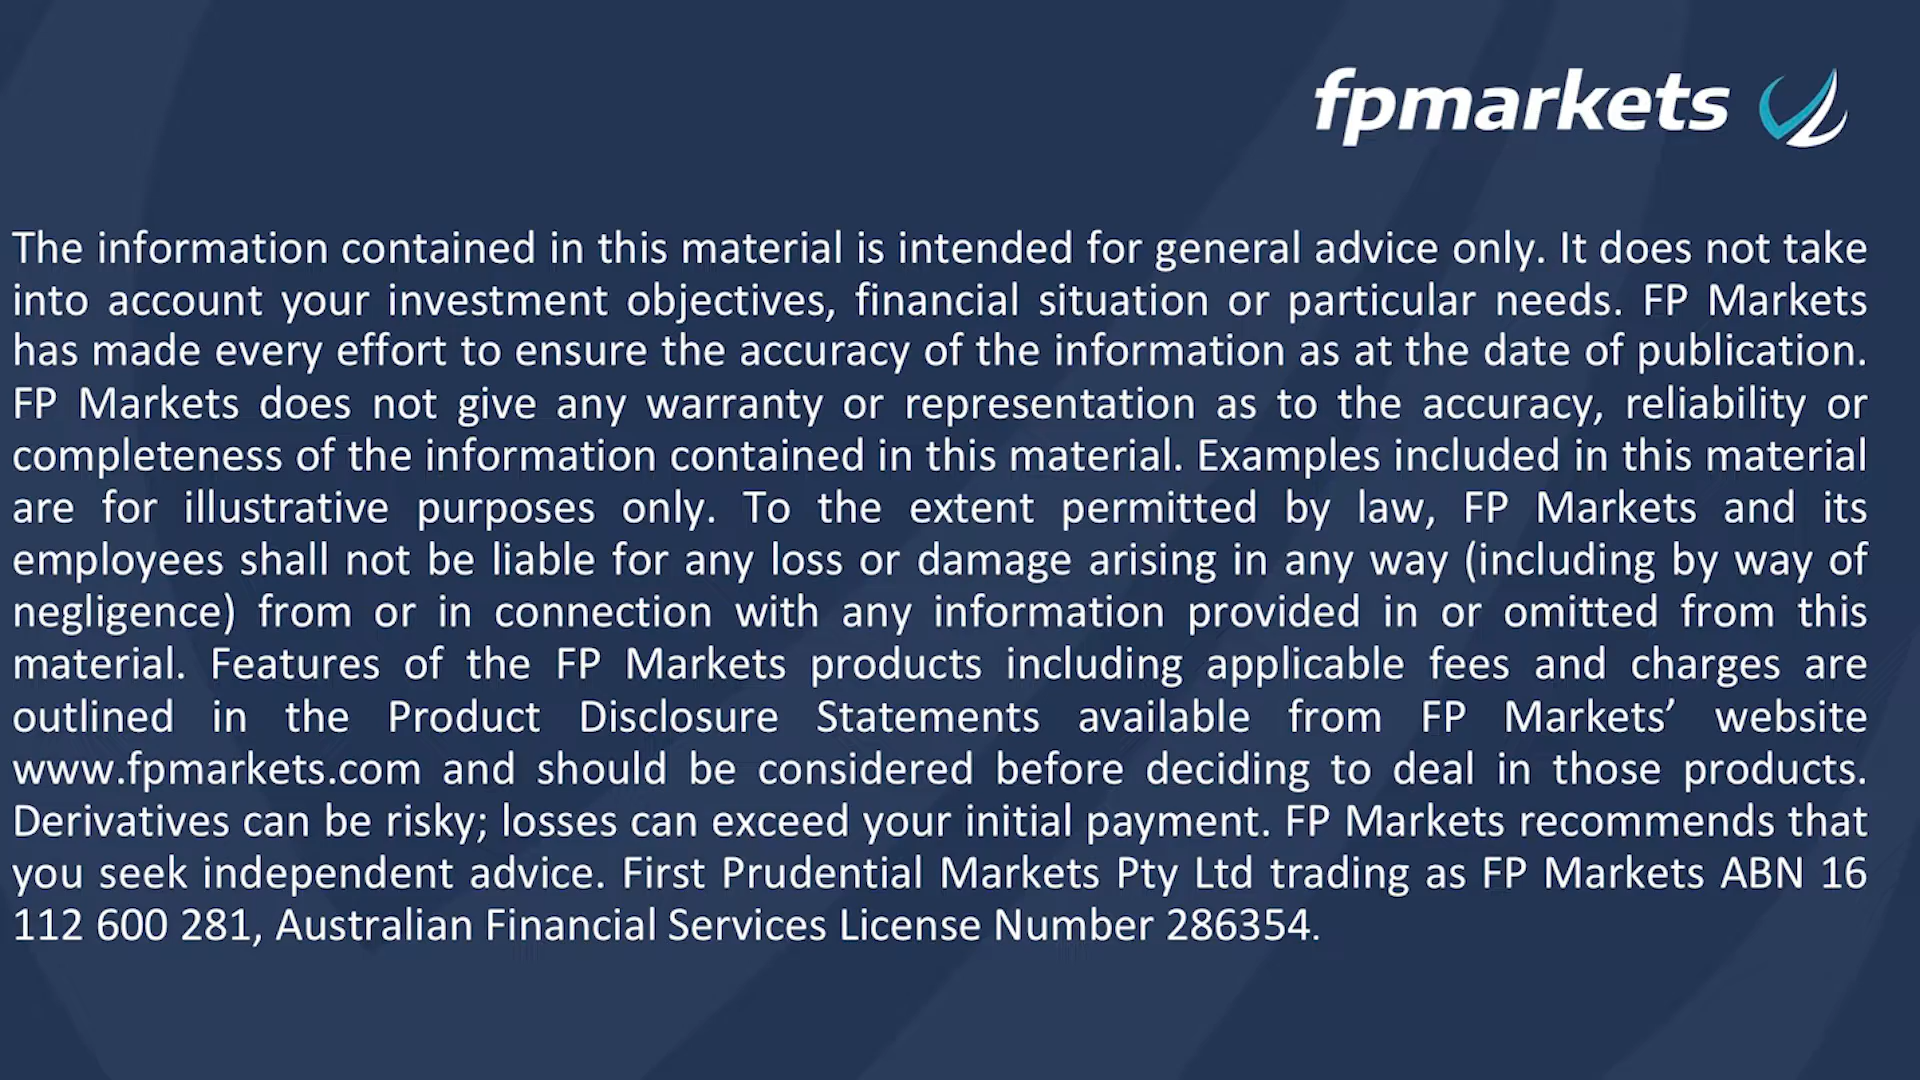 fpmarkets
The information contained in this material is intended for general advice only. It does not take
into account your investment objectives, financial situation or particular needs. FP Markets
has made every effort to ensure the accuracy of the information as at the date of publication.
FP Markets does not give any warranty or representation as to the accuracy, reliability or
completeness of the information contained in this material. Examples included in this material
are for illustrative purposes only. To the extent permitted by law, FP Markets and its
employees shall not be liable for any loss or damage arising in any way (including by way of
negligence) from or in connection with any information provided in or omitted from this
material. Features of the FP Markets products including applicable fees and charges are
outlined in the Product Disclosure Statements available from FP Markets’ website
www.fpmarkets.com and should be considered before deciding to deal in those products.
Derivatives can be risky; losses can exceed your initial payment. FP Markets recommends that
you seek independent advice. First Prudential Markets Pty Ltd trading as FP Markets ABN 16
112 600 281, Australian Financial Services License Number 286354.